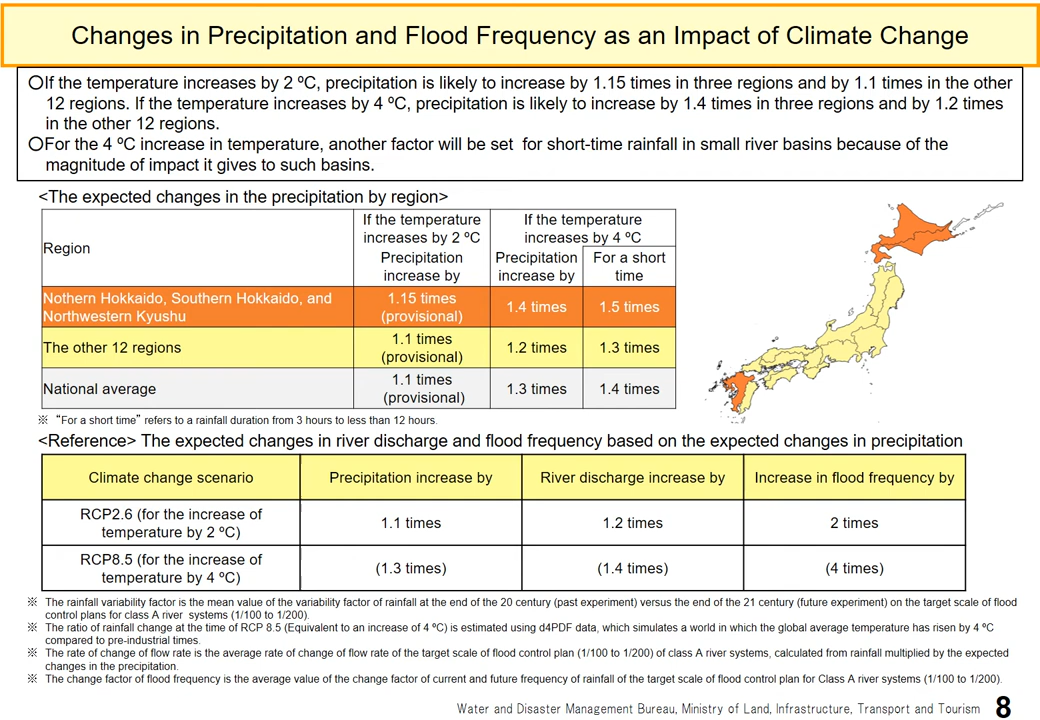 Changes in Precipitation and Flood Frequency as an Impact of Climate Change
〇If the temperature increases by 2 ºC, precipitation is likely to increase by 1.15 times in three regions and by 1.1 times in the other
12 regions. If the temperature increases by 4 ºC, precipitation is likely to increase by 1.4 times in three regions and by 1.2 times
in the other 12 regions.
〇For the 4 ºC increase in temperature, another factor will be set for short-time rainfall in small river basins because of the
magnitude of impact it gives to such basins.
<The expected changes in the precipitation by region>
Region
If the temperature
increases by 2 ºC
If the temperature
increases by 4 ºC
Precipitation
increase by
Precipitation
increase by
For a short
time
Nothern Hokkaido, Southern Hokkaido, and
Northwestern Kyushu
1.15 times
(provisional)
1.4 times
1.5 times
The other 12 regions
1.1 times
(provisional)
1.2 times
1.3 times
National average
1.1 times
(provisional)
1.3 times
1.4 times
※ “For a short time” refers to a rainfall duration from 3 hours to less than 12 hours.
<Reference> The expected changes in river discharge and flood frequency based on the expected changes in precipitation
Climate change scenario
Precipitation increase by
River discharge increase by
Increase in flood frequency by
RCP2.6 (for the increase of
temperature by 2 ºC)
1.1 times
1.2 times
2 times
RCP8.5 (for the increase of
temperature by 4 ºC)
(1.3 times)
(1.4 times)
(4 times)
※ The rainfall variability factor is the mean value of the variability factor of rainfall at the end of the 20 century (past experiment) versus the end of the 21 century (future experiment) on the target scale of flood
control plans for class A river systems (1/100 to 1/200).
※ The ratio of rainfall change at the time of RCP 8.5 (Equivalent to an increase of 4 ºC) is estimated using d4PDF data, which simulates a world in which the global average temperature has risen by 4 ºC
compared to pre-industrial times.
※ The rate of change of flow rate is the average rate of change of flow rate of the target scale of flood control plan (1/100 to 1/200) of class A river systems, calculated from rainfall multiplied by the expected
changes in the precipitation.
※ The change factor of flood frequency is the average value of the change factor of current and future frequency of rainfall of the target scale of flood control plan for Class A river systems (1/100 to 1/200).
Water and Disaster Management Bureau, Ministry of Land, Infrastructure, Transport and Tourism
8